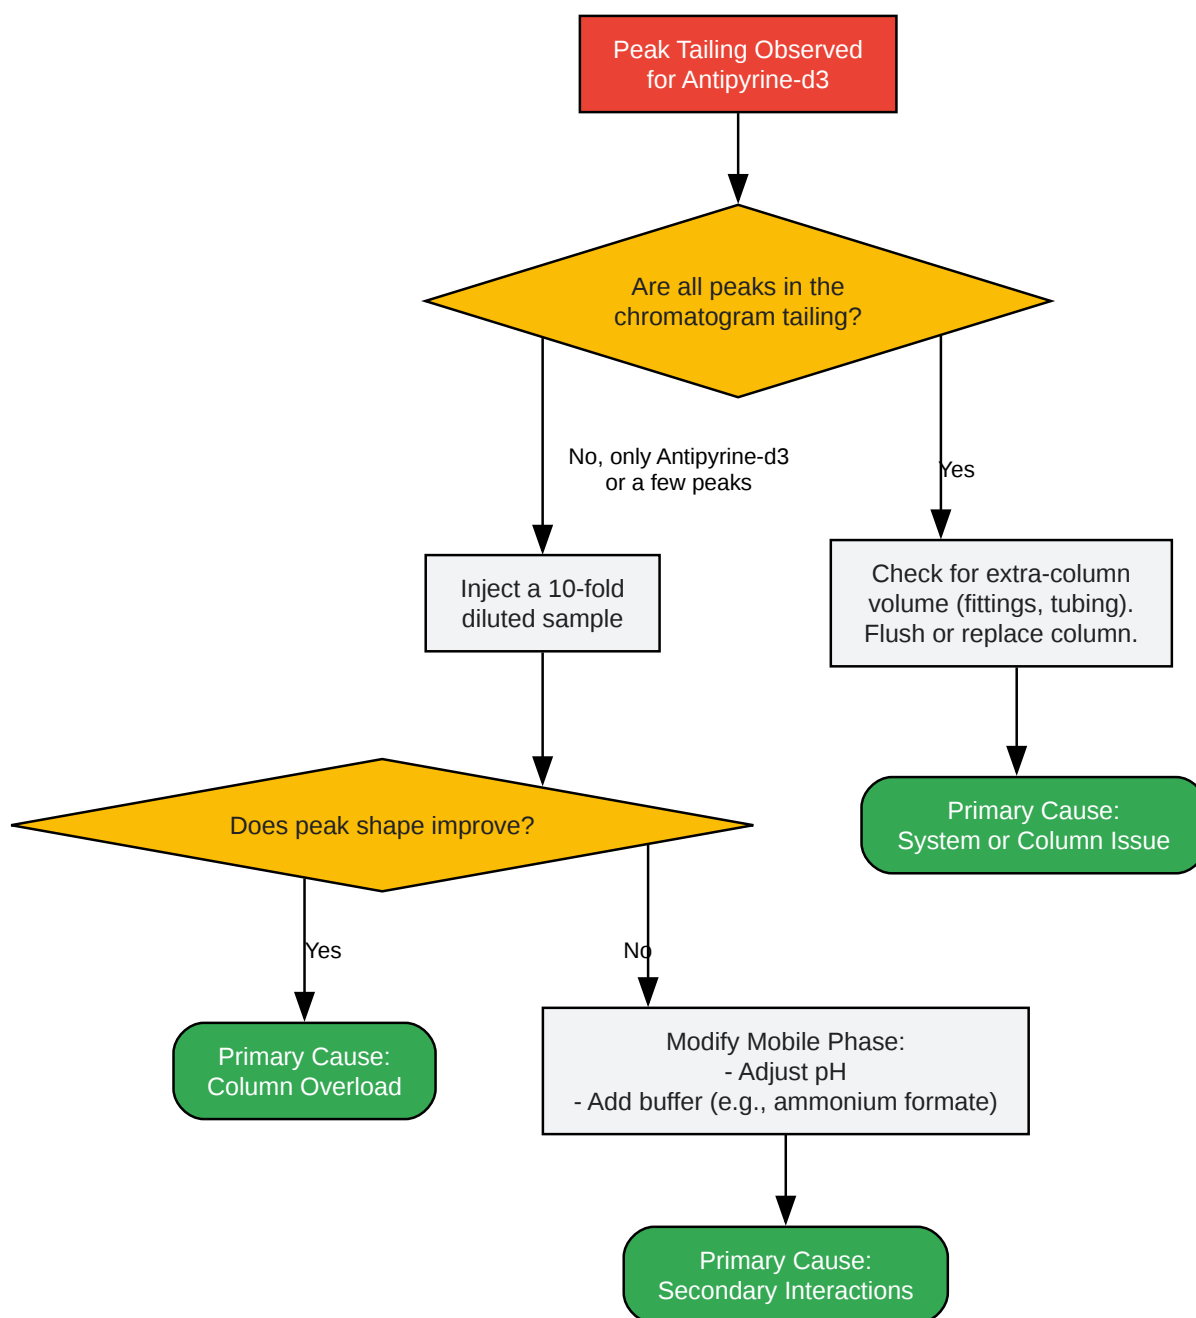 Peak Tailing Observed
for Antipyrine-d3
Are all peaks in the
chromatogram tailing?
No, only Antipyrine-d3
or a few peaks
Yes
Inject a 10-fold
diluted sample
Check for extra-column
volume (fittings, tubing).
Flush or replace column.
Does peak shape improve?
Primary Cause:
System or Column Issue
Yes
No
Primary Cause:
Column Overload
Modify Mobile Phase:
- Adjust pH
- Add buffer (e.g., ammonium formate)
Primary Cause:
Secondary Interactions